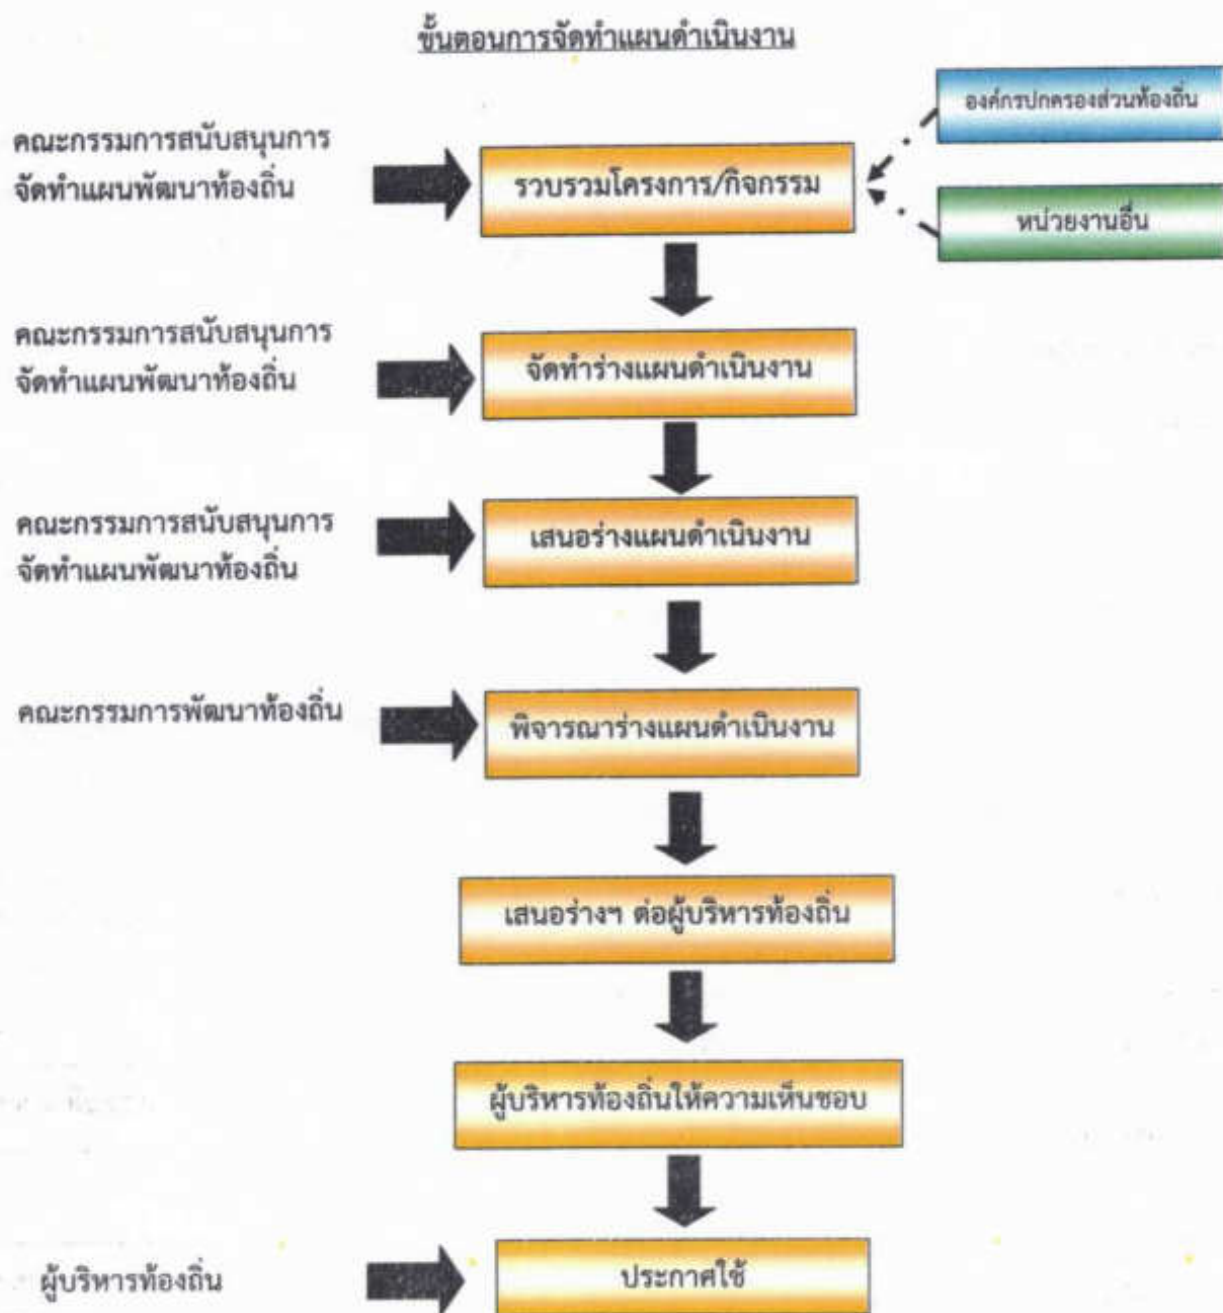 ขั้นตอนการจัดทำแผนดำเนินงาน
องค์กรปกครองส่วนท้องถิ่น
คณะกรรมการสนับสนุนการ
จัดทำแผนพัฒนาท้องถิ่น
รวบรวมโครงการ/กิจกรรม
หน่วยงานอื่น
คณะกรรมการสนับสนุนการ
จัดทำแผนพัฒนาท้องถิ่น
จัดทำร่างแผนดำเนินงาน
คณะกรรมการสนับสนุนการ
จัดทำแผนพัฒนาท้องถิ่น
เสนอร่างแผนดำเนินงาน
คณะกรรมการพัฒนาท้องถิ่น
พิจารณาร่างแผนดำเนินงาน
เสนอร่างฯ ต่อผู้บริหารท้องถิ่น
ผู้บริหารท้องถิ่นให้ความเห็นชอบ
ผู้บริหารท้องถิ่น
ประกาศใช้